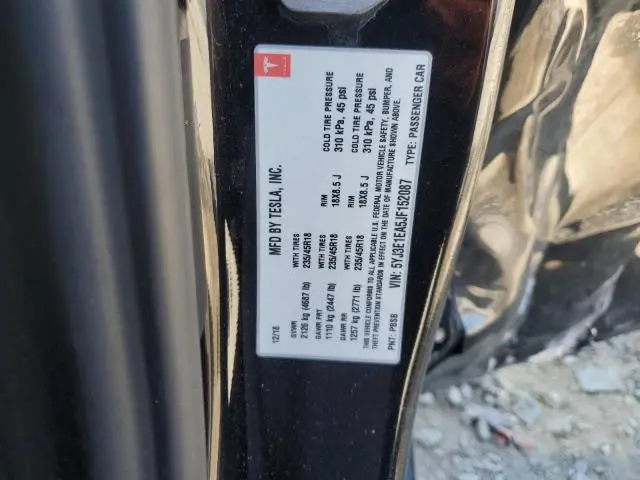 TESLA
MFD BY TESLA, INC.
12/18
GVWR WITH TIRES RIM COLD TIRE PRESSURE
2126 kg (4687 lb) 235/45R18 18X8.5 J 310 kPa, 45 psi
GAWR FRT WITH TIRES RIM COLD TIRE PRESSURE
1110 kg (2447 lb) 235/45R18 18X8.5 J 310 kPa, 45 psi
GAWR RR
1257 kg (2771 lb) 235/45R18
THIS VEHICLE CONFORMS TO ALL APPLICABLE U.S. FEDERAL MOTOR VEHICLE SAFETY, BUMPER, AND
THEFT PREVENTION STANDARDS IN EFFECT ON THE DATE OF MANUFACTURE SHOWN ABOVE.
VIN: 5YJ3E1EA5JF152087 TYPE: PASSENGER CAR
PNT: PBSB